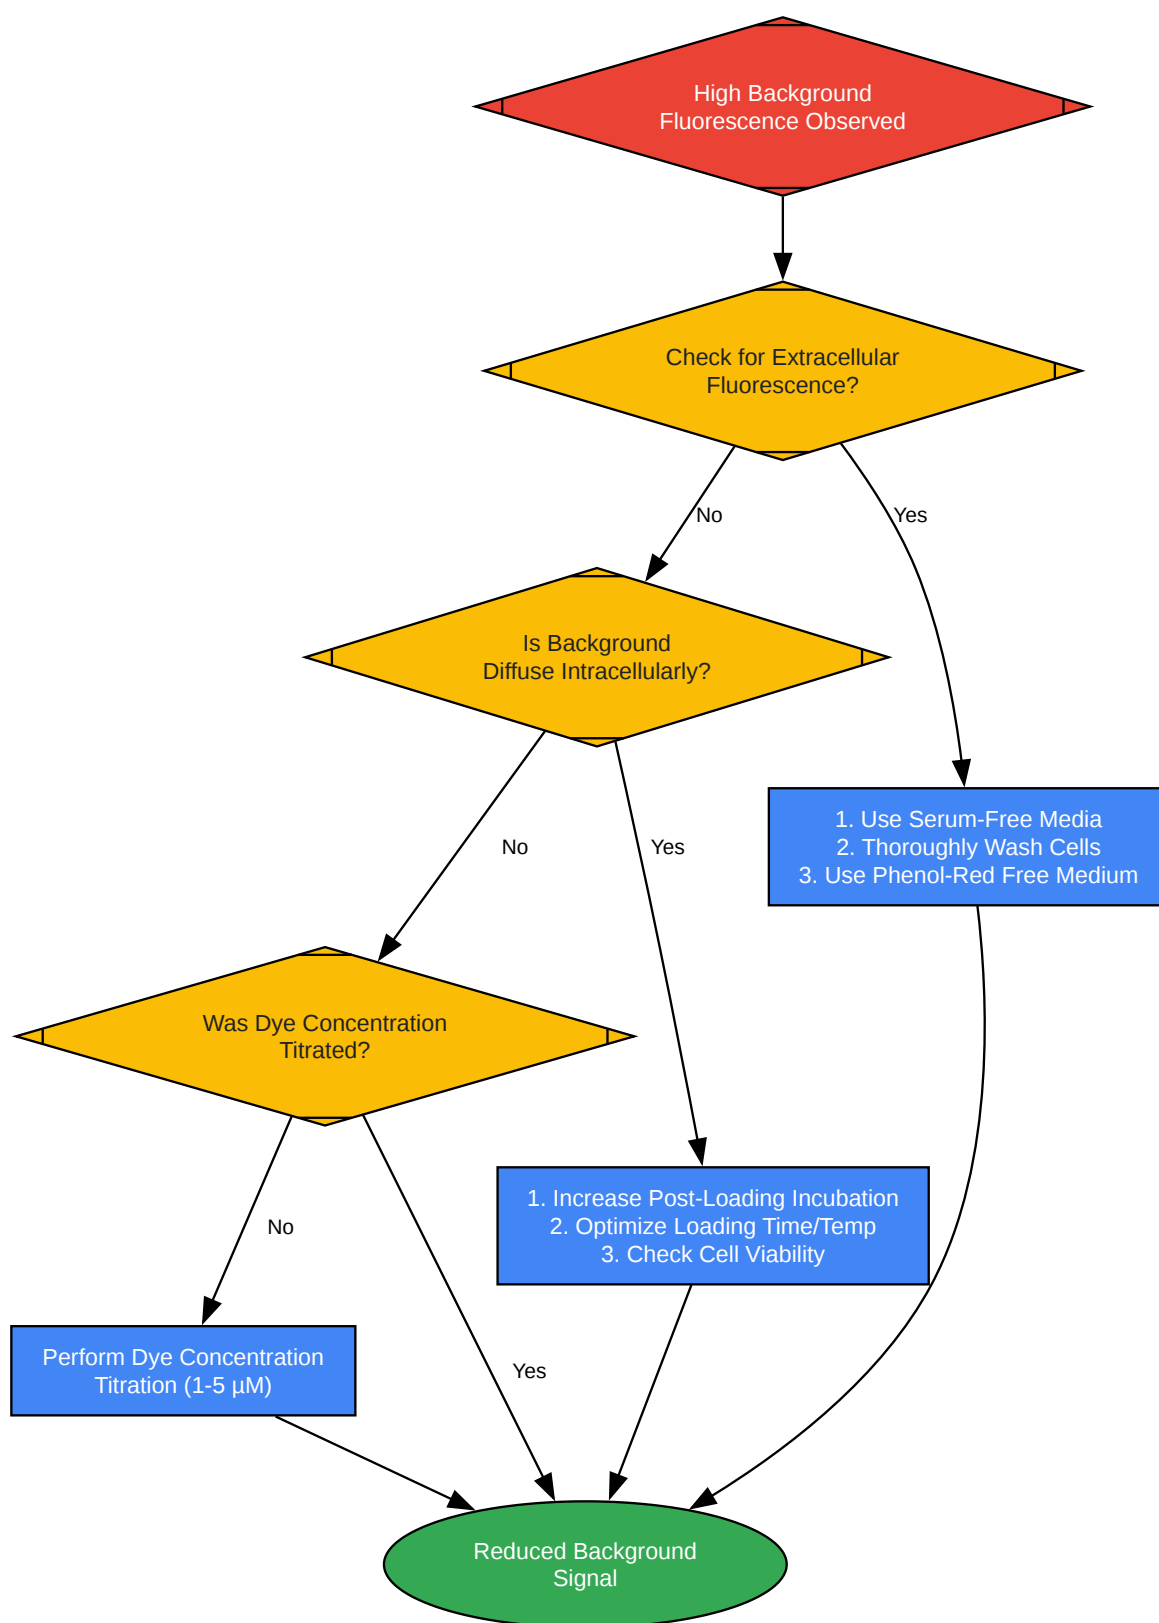 High Background
Fluorescence Observed
Check for Extracellular
Fluorescence?
No
Yes
Is Background
Diffuse Intracellularly?
No
Yes
1. Use Serum-Free Media
2. Thoroughly Wash Cells
3. Use Phenol-Red Free Medium
Was Dye Concentration
Titrated?
No
Yes
1. Increase Post-Loading Incubation
2. Optimize Loading Time/Temp
3. Check Cell Viability
Perform Dye Concentration
Titration (1-5 µM)
Reduced Background
Signal